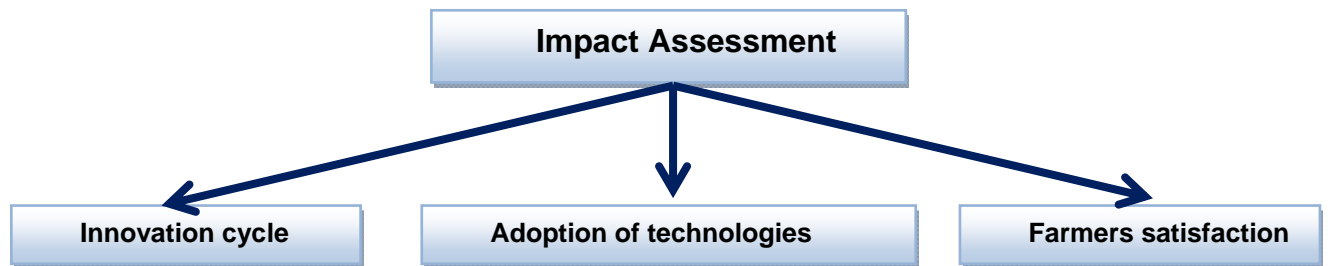 Impact Assessment
Innovation cycle
Adoption of technologies
Farmers satisfaction